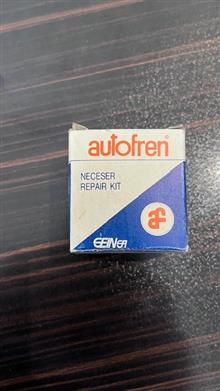 autofren®
NECESER
REPAIR KIT
af
SEINSA